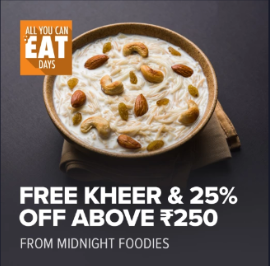 ALL YOU CAN
EAT
DAYS
FREE KHEER & 25%
OFF ABOVE ₹250
FROM MIDNIGHT FOODIES